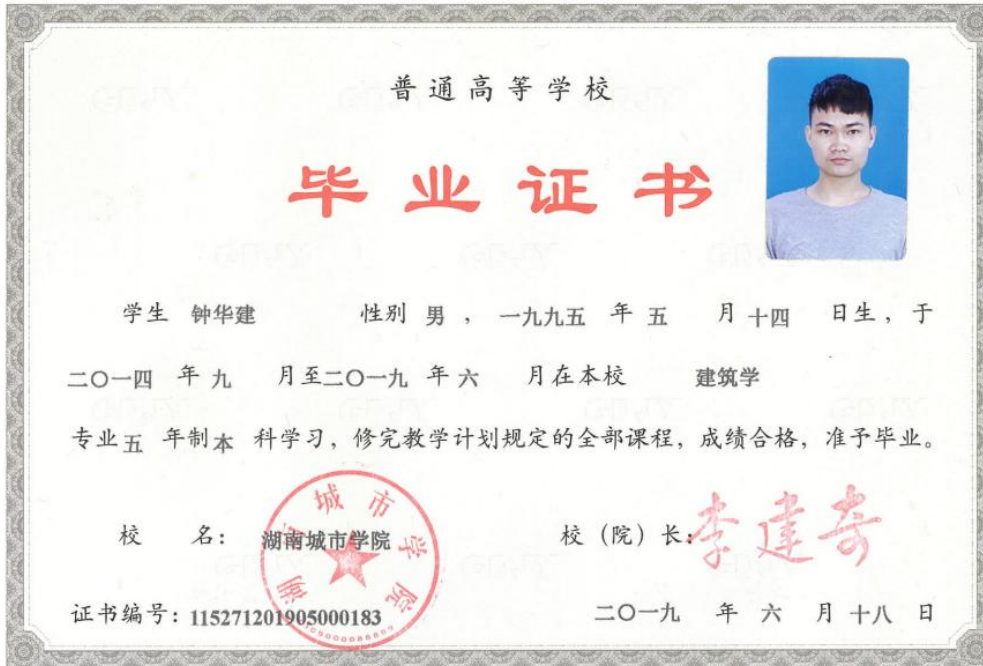 普通高等学校
毕业证书
学生 钟华建 性别 男 ， 一九九五 年 五 月 十四 日生，于
二〇一四 年 九 月至二〇一九 年 六 月在本校 建筑学
专业 五 年制 本 科学习，修完教学计划规定的全部课程，成绩合格，准予毕业。
校 名： 湖南城市学院 校（院）长：李建奇
湖南城市学院
证书编号：115271201905000183 二〇一九 年 六 月 十八 日